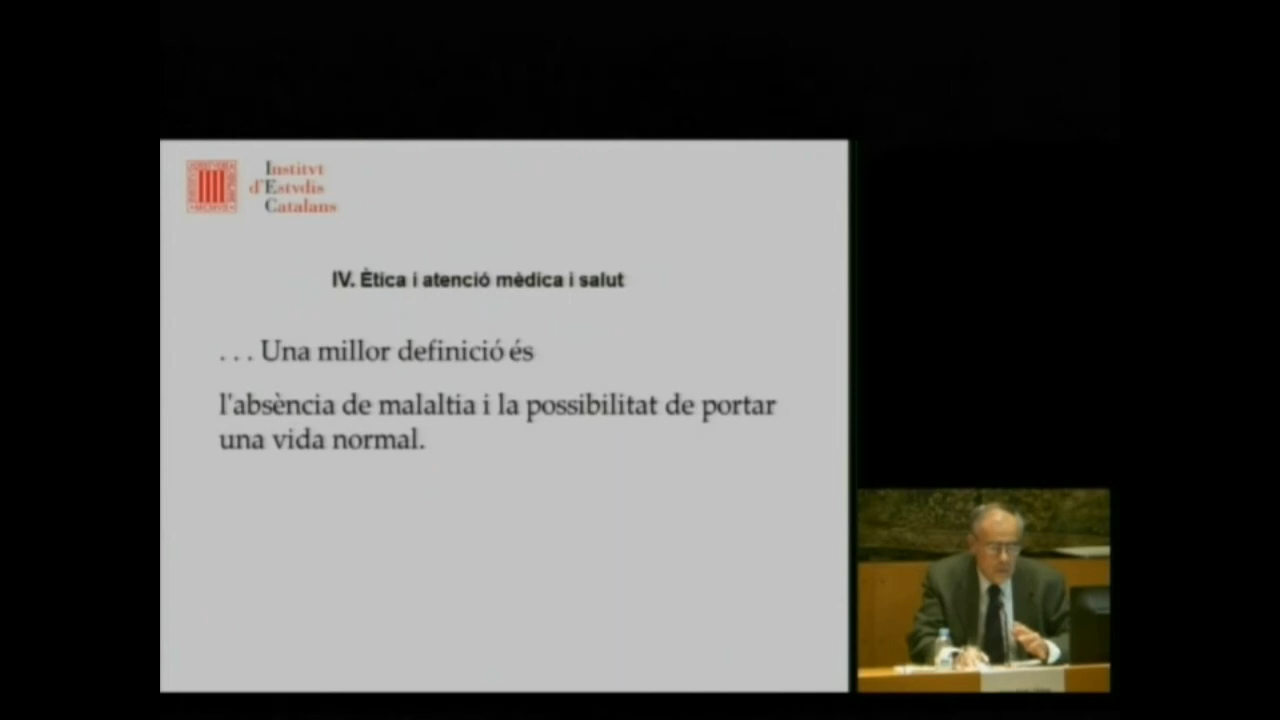 Institvt
d'Estvdis
Catalans
IV. Ètica i atenció mèdica i salut
. . . Una millor definició és
l'absència de malaltia i la possibilitat de portar
una vida normal.